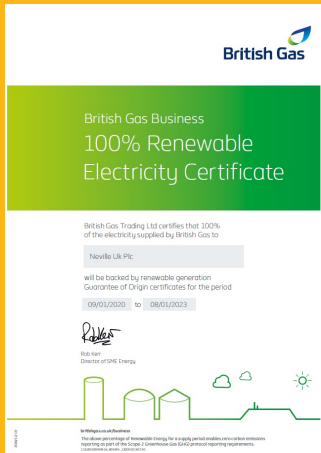 British Gas
British Gas Business
100% Renewable
Electricity Certificate
British Gas Trading Ltd certifies that 100%
of the electricity supplied by British Gas to
Neville Uk Plc
will be backed by renewable generation
Guarantee of Origin certificates for the period
09/01/2020 to 08/01/2023
Rob Kerr
Rob Kerr
Director of SME Energy
britishgas.co.uk/business
The above percentage of Renewable Energy for a supply period enables zero carbon emissions
reporting as part of the Scope 2 Greenhouse Gas (GHG) protocol reporting requirements.